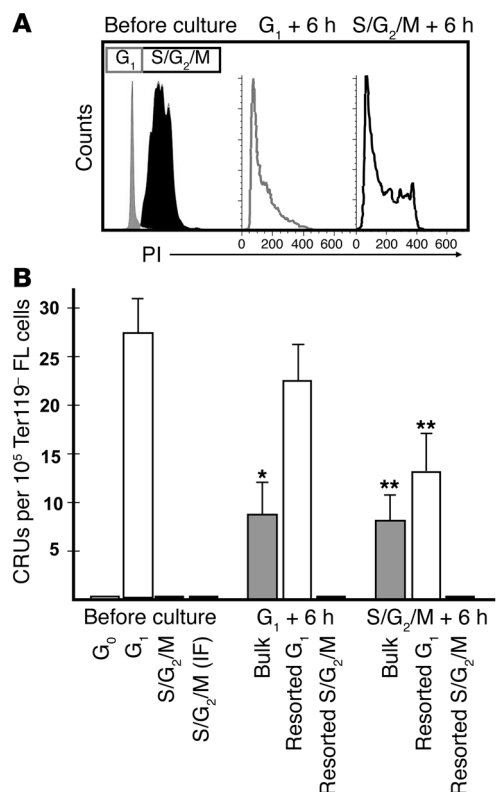 A
Before culture G₁ + 6 h S/G₂/M + 6 h
G₁ S/G₂/M
Counts
0 200 400 600 0 200 400 600
PI
B
CRUs per 10⁵ Ter119⁻ FL cells
30
25
20
15
10
5
* ** **
Before culture G₁ + 6 h S/G₂/M + 6 h
G₀
G₁
S/G₂/M
S/G₂/M (IF)
Bulk
Resorted G₁
Resorted S/G₂/M
Bulk
Resorted G₁
Resorted S/G₂/M